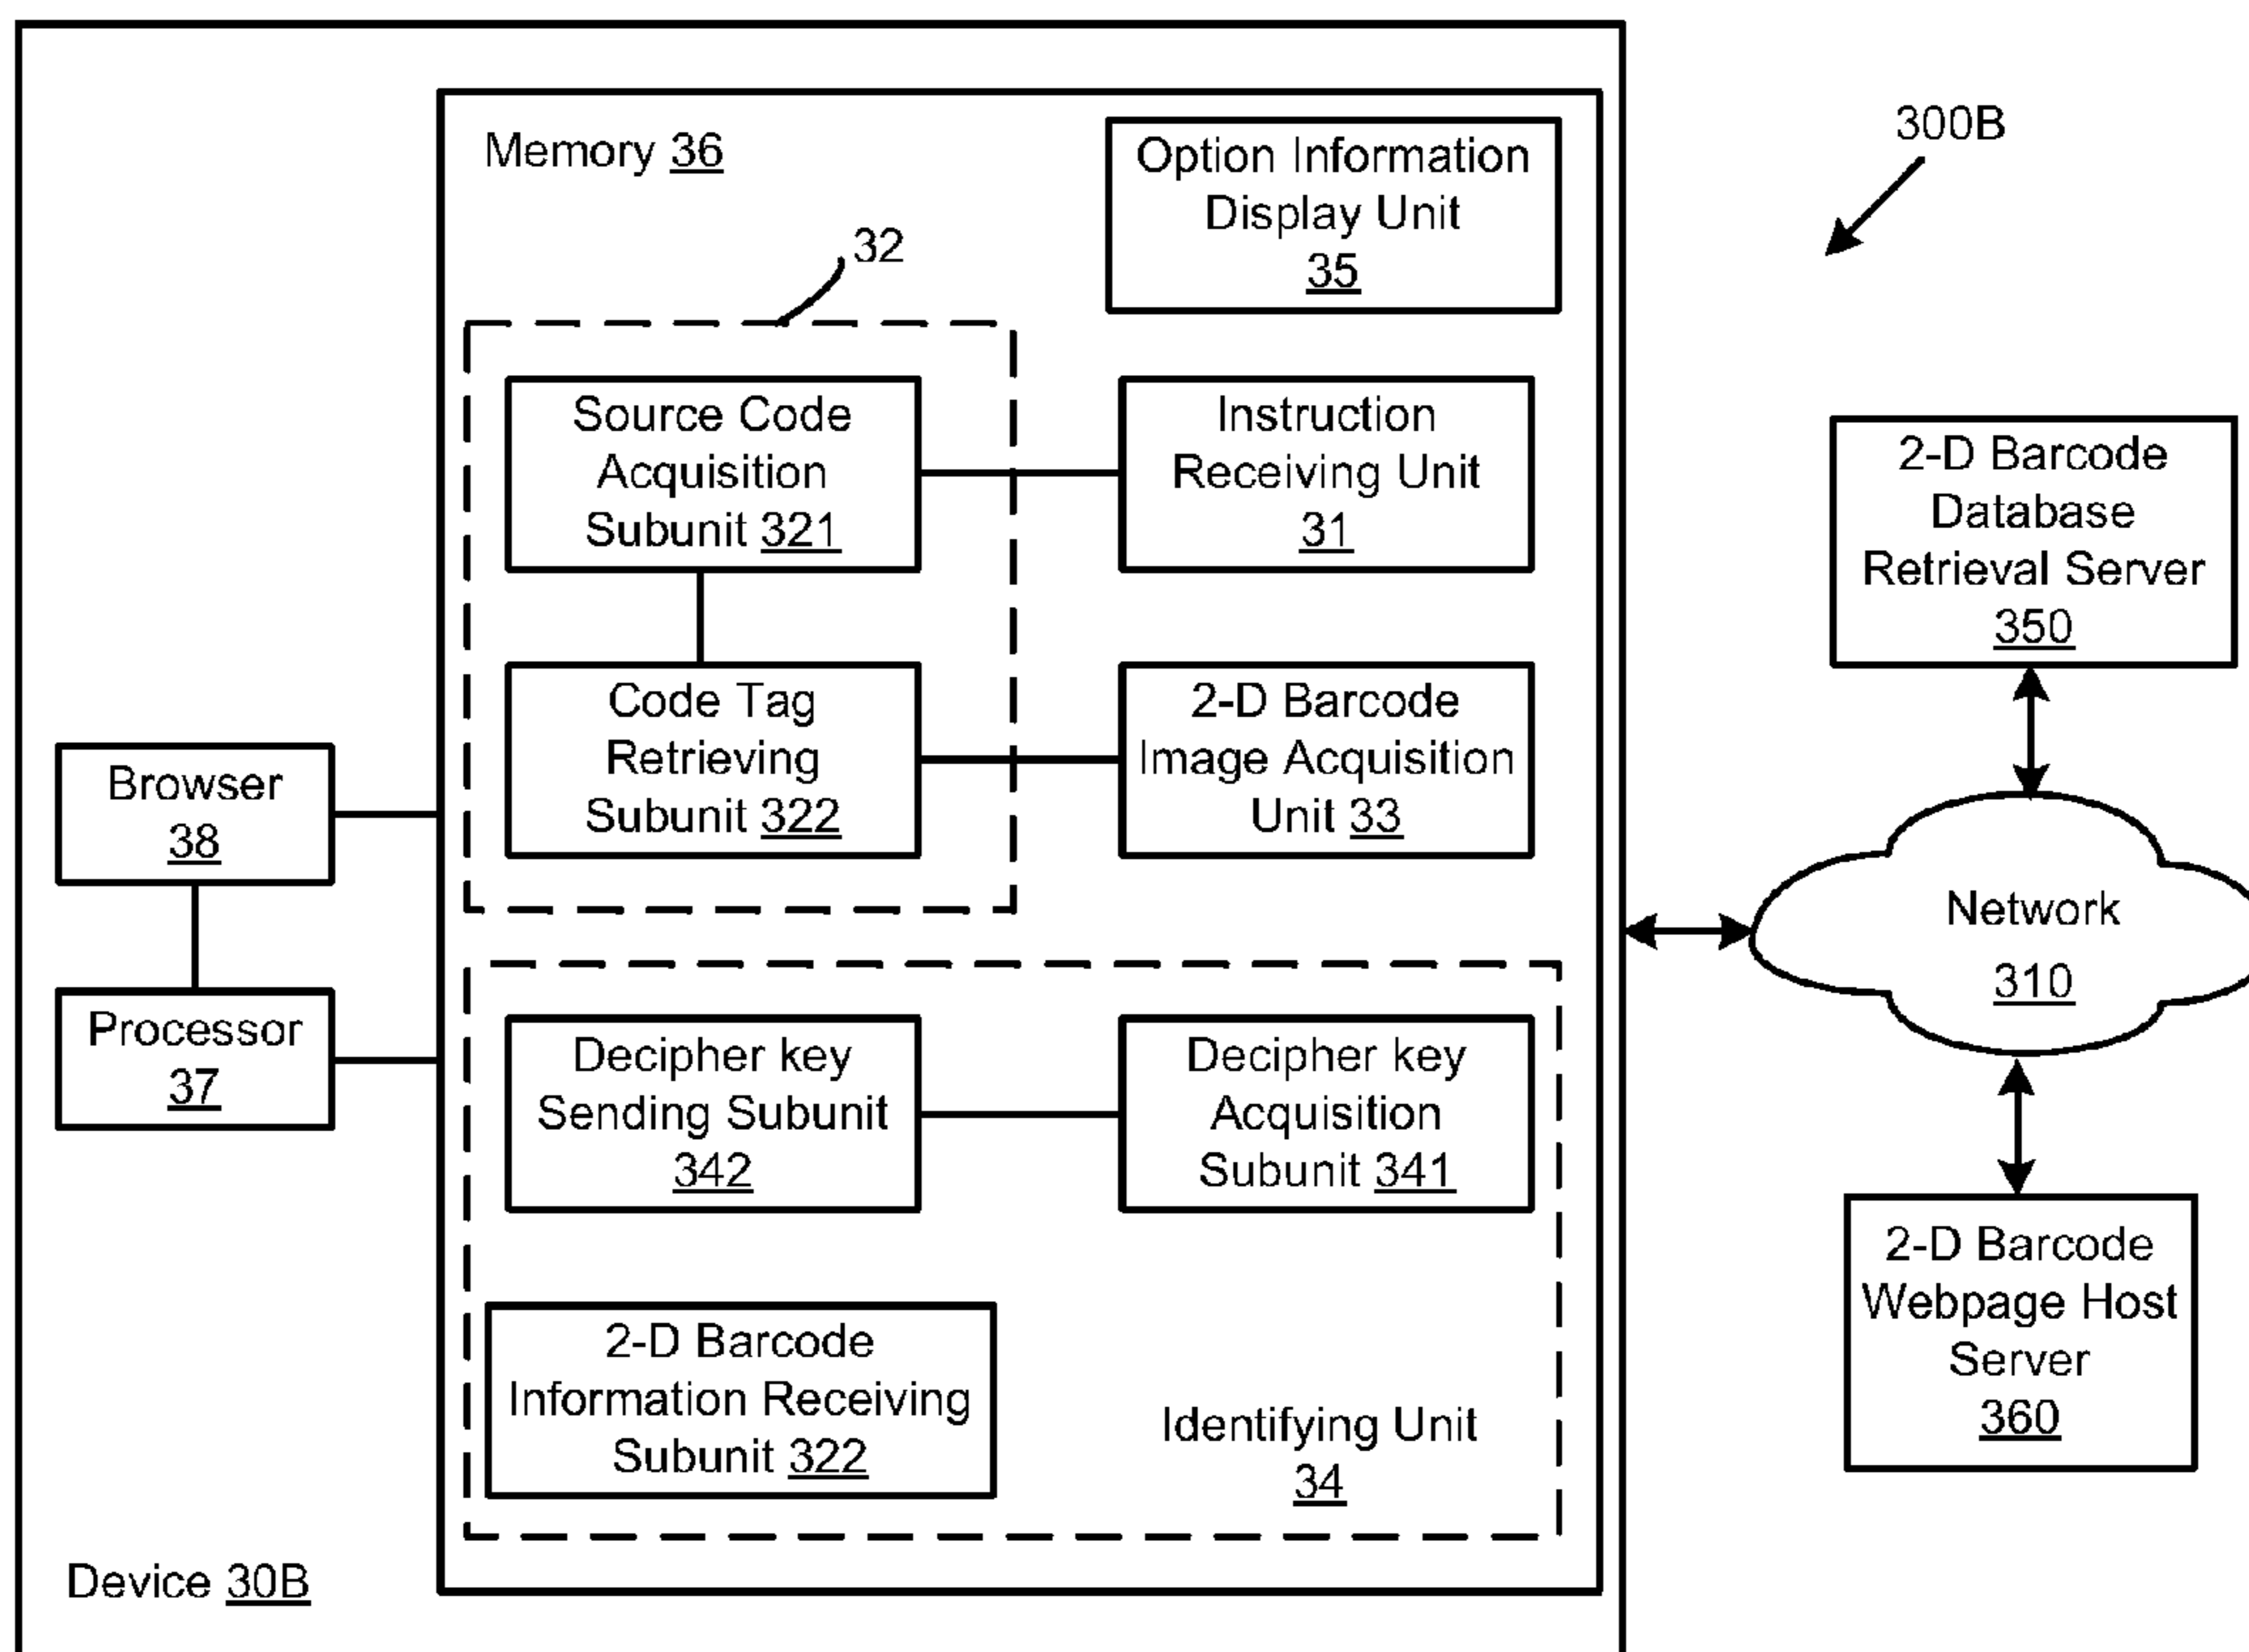 Memory 36
Option Information
Display Unit
35
300B
32
Source Code
Acquisition
Subunit 321
Instruction
Receiving Unit
31
2-D Barcode
Database
Retrieval Server
350
Code Tag
Retrieving
Subunit 322
2-D Barcode
Image Acquisition
Unit 33
Browser
38
Network
310
Processor
37
Decipher key
Sending Subunit
342
Decipher key
Acquisition
Subunit 341
2-D Barcode
Webpage Host
Server
360
2-D Barcode
Information Receiving
Subunit 322
Identifying Unit
34
Device 30B